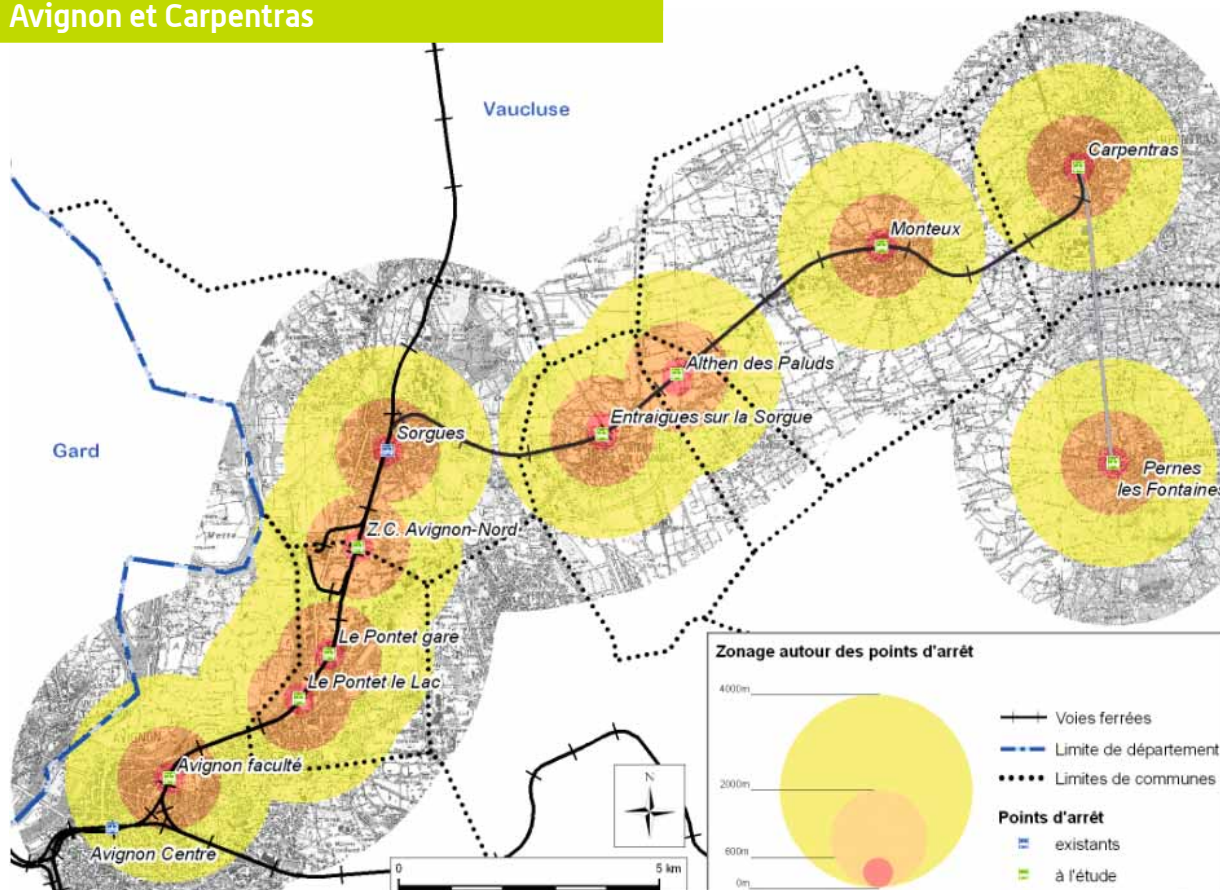 Avignon et Carpentras
Vaucluse
Carpentras
Monteux
Althen des Paluds
Entraigues sur la Sorgue
Sorgues
Gard
Pernes
les Fontaines
Z.C. Avignon-Nord
Le Pontet gare
Le Pontet le Lac
Avignon faculté
Avignon Centre
N
0 5 km
Zonage autour des points d'arrêt
4000m
2000m
600m
0m
Voies ferrées
Limite de département
Limites de communes
Points d'arrêt
existants
à l'étude